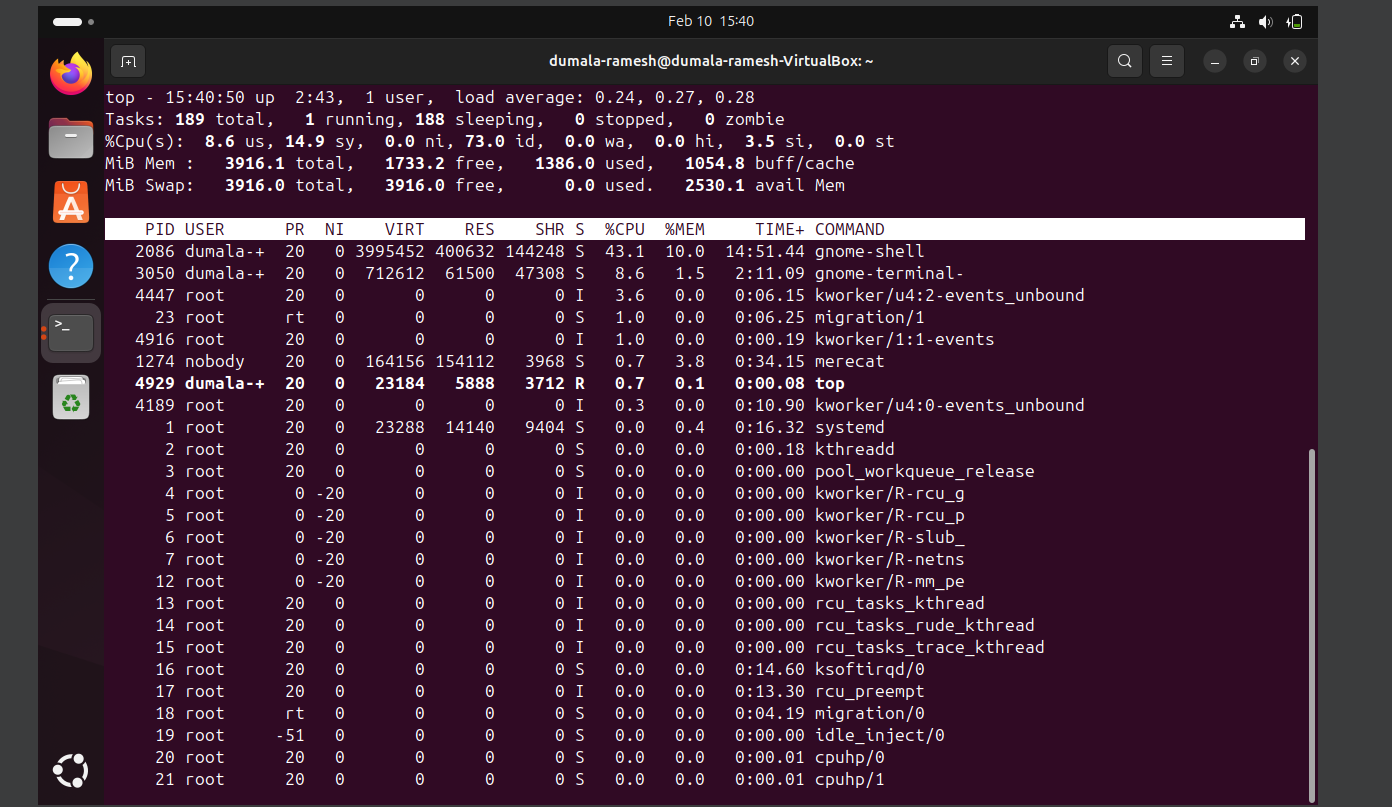 Feb 10  15:40
dumala-ramesh@dumala-ramesh-VirtualBox: ~
top - 15:40:50 up  2:43,  1 user,  load average: 0.24, 0.27, 0.28
Tasks: 189 total,   1 running, 188 sleeping,   0 stopped,   0 zombie
%Cpu(s):  8.6 us, 14.9 sy,  0.0 ni, 73.0 id,  0.0 wa,  0.0 hi,  3.5 si,  0.0 st
MiB Mem :   3916.1 total,   1733.2 free,   1386.0 used,   1054.8 buff/cache
MiB Swap:   3916.0 total,   3916.0 free,      0.0 used.   2530.1 avail Mem
    PID USER      PR  NI    VIRT    RES    SHR S  %CPU  %MEM     TIME+ COMMAND
   2086 dumala-+  20   0 3995452 400632 144248 S  43.1  10.0  14:51.44 gnome-shell
   3050 dumala-+  20   0  712612  61500  47308 S   8.6   1.5   2:11.09 gnome-terminal-
   4447 root      20   0       0      0      0 I   3.6   0.0   0:06.15 kworker/u4:2-events_unbound
     23 root      rt   0       0      0      0 S   1.0   0.0   0:06.25 migration/1
   4916 root      20   0       0      0      0 I   1.0   0.0   0:00.19 kworker/1:1-events
   1274 nobody    20   0  164156 154112   3968 S   0.7   3.8   0:34.15 merecat
   4929 dumala-+  20   0   23184   5888   3712 R   0.7   0.1   0:00.08 top
   4189 root      20   0       0      0      0 I   0.3   0.0   0:10.90 kworker/u4:0-events_unbound
      1 root      20   0   23288  14140   9404 S   0.0   0.4   0:16.32 systemd
      2 root      20   0       0      0      0 S   0.0   0.0   0:00.18 kthreadd
      3 root      20   0       0      0      0 S   0.0   0.0   0:00.00 pool_workqueue_release
      4 root       0 -20       0      0      0 I   0.0   0.0   0:00.00 kworker/R-rcu_g
      5 root       0 -20       0      0      0 I   0.0   0.0   0:00.00 kworker/R-rcu_p
      6 root       0 -20       0      0      0 I   0.0   0.0   0:00.00 kworker/R-slub_
      7 root       0 -20       0      0      0 I   0.0   0.0   0:00.00 kworker/R-netns
     12 root       0 -20       0      0      0 I   0.0   0.0   0:00.00 kworker/R-mm_pe
     13 root      20   0       0      0      0 I   0.0   0.0   0:00.00 rcu_tasks_kthread
     14 root      20   0       0      0      0 I   0.0   0.0   0:00.00 rcu_tasks_rude_kthread
     15 root      20   0       0      0      0 I   0.0   0.0   0:00.00 rcu_tasks_trace_kthread
     16 root      20   0       0      0      0 S   0.0   0.0   0:14.60 ksoftirqd/0
     17 root      20   0       0      0      0 I   0.0   0.0   0:13.30 rcu_preempt
     18 root      rt   0       0      0      0 S   0.0   0.0   0:04.19 migration/0
     19 root     -51   0       0      0      0 S   0.0   0.0   0:00.00 idle_inject/0
     20 root      20   0       0      0      0 S   0.0   0.0   0:00.01 cpuhp/0
     21 root      20   0       0      0      0 S   0.0   0.0   0:00.01 cpuhp/1